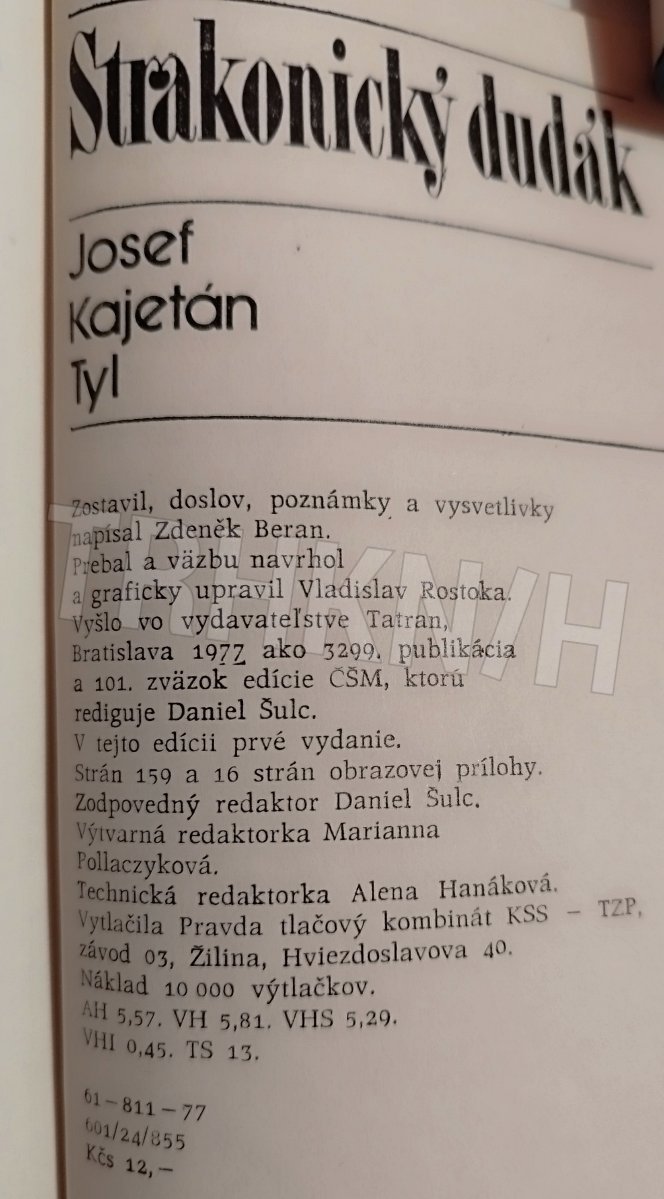 Strakonický dudák
Josef
Kajetán
Tyl
Zostavil, doslov, poznámky a vysvetlivky
napísal Zdeněk Beran.
Prebal a väzbu navrhol
a graficky upravil Vladislav Rostoka.
Vyšlo vo vydavateľstve Tatran,
Bratislava 1977 ako 3299. publikácia
a 101. zväzok edície ČŠM, ktorú
rediguje Daniel Šulc.
V tejto edícii prvé vydanie.
Strán 159 a 16 strán obrazovej prílohy.
Zodpovedný redaktor Daniel Šulc.
Výtvarná redaktorka Marianna
Pollaczyková.
Technická redaktorka Alena Hanáková.
Vytlačila Pravda tlačový kombinát KSS – TZP,
závod 03, Žilina, Hviezdoslavova 40.
Náklad 10 000 výtlačkov.
AH 5,57. VH 5,81. VHS 5,29.
VHI 0,45. TS 13.
61–811–77
601/24/855
Kčs 12,–